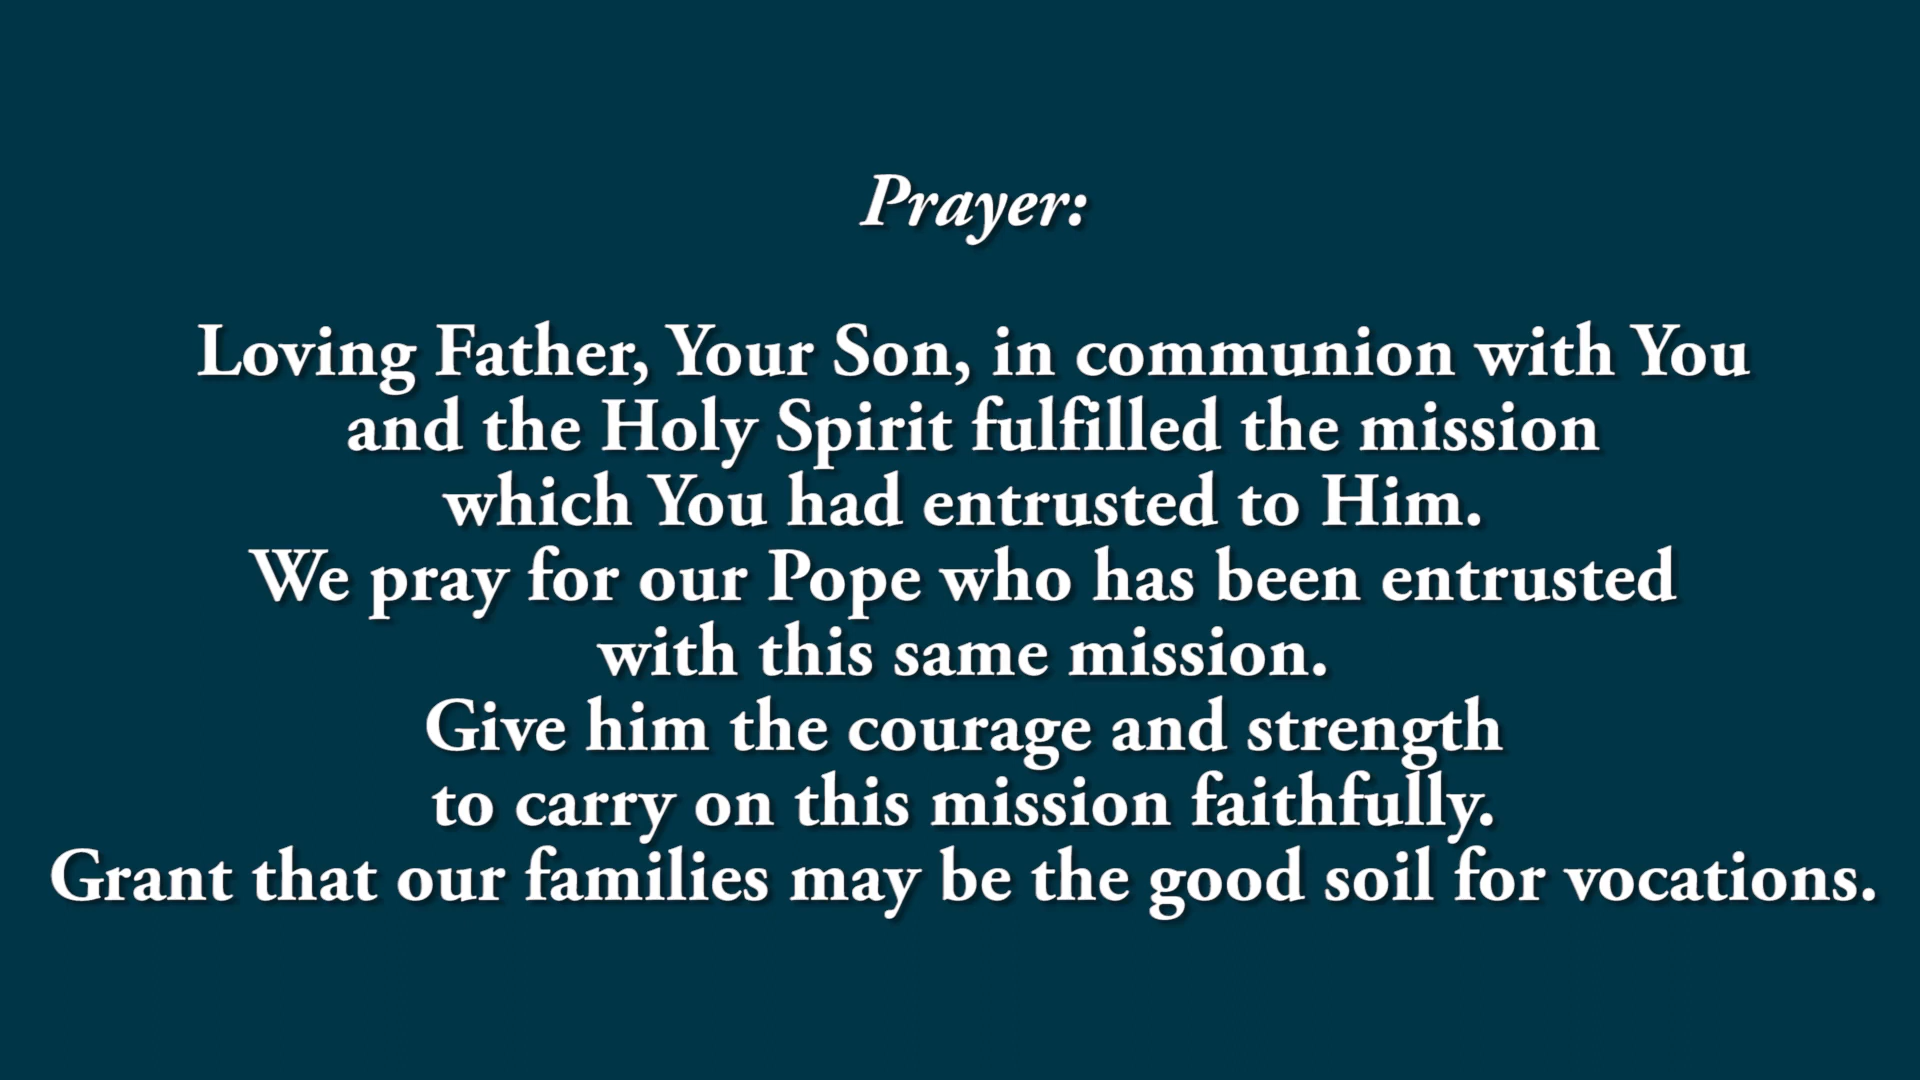 Prayer:
Loving Father, Your Son, in communion with You
and the Holy Spirit fulfilled the mission
which You had entrusted to Him.
We pray for our Pope who has been entrusted
with this same mission.
Give him the courage and strength
to carry on this mission faithfully.
Grant that our families may be the good soil for vocations.